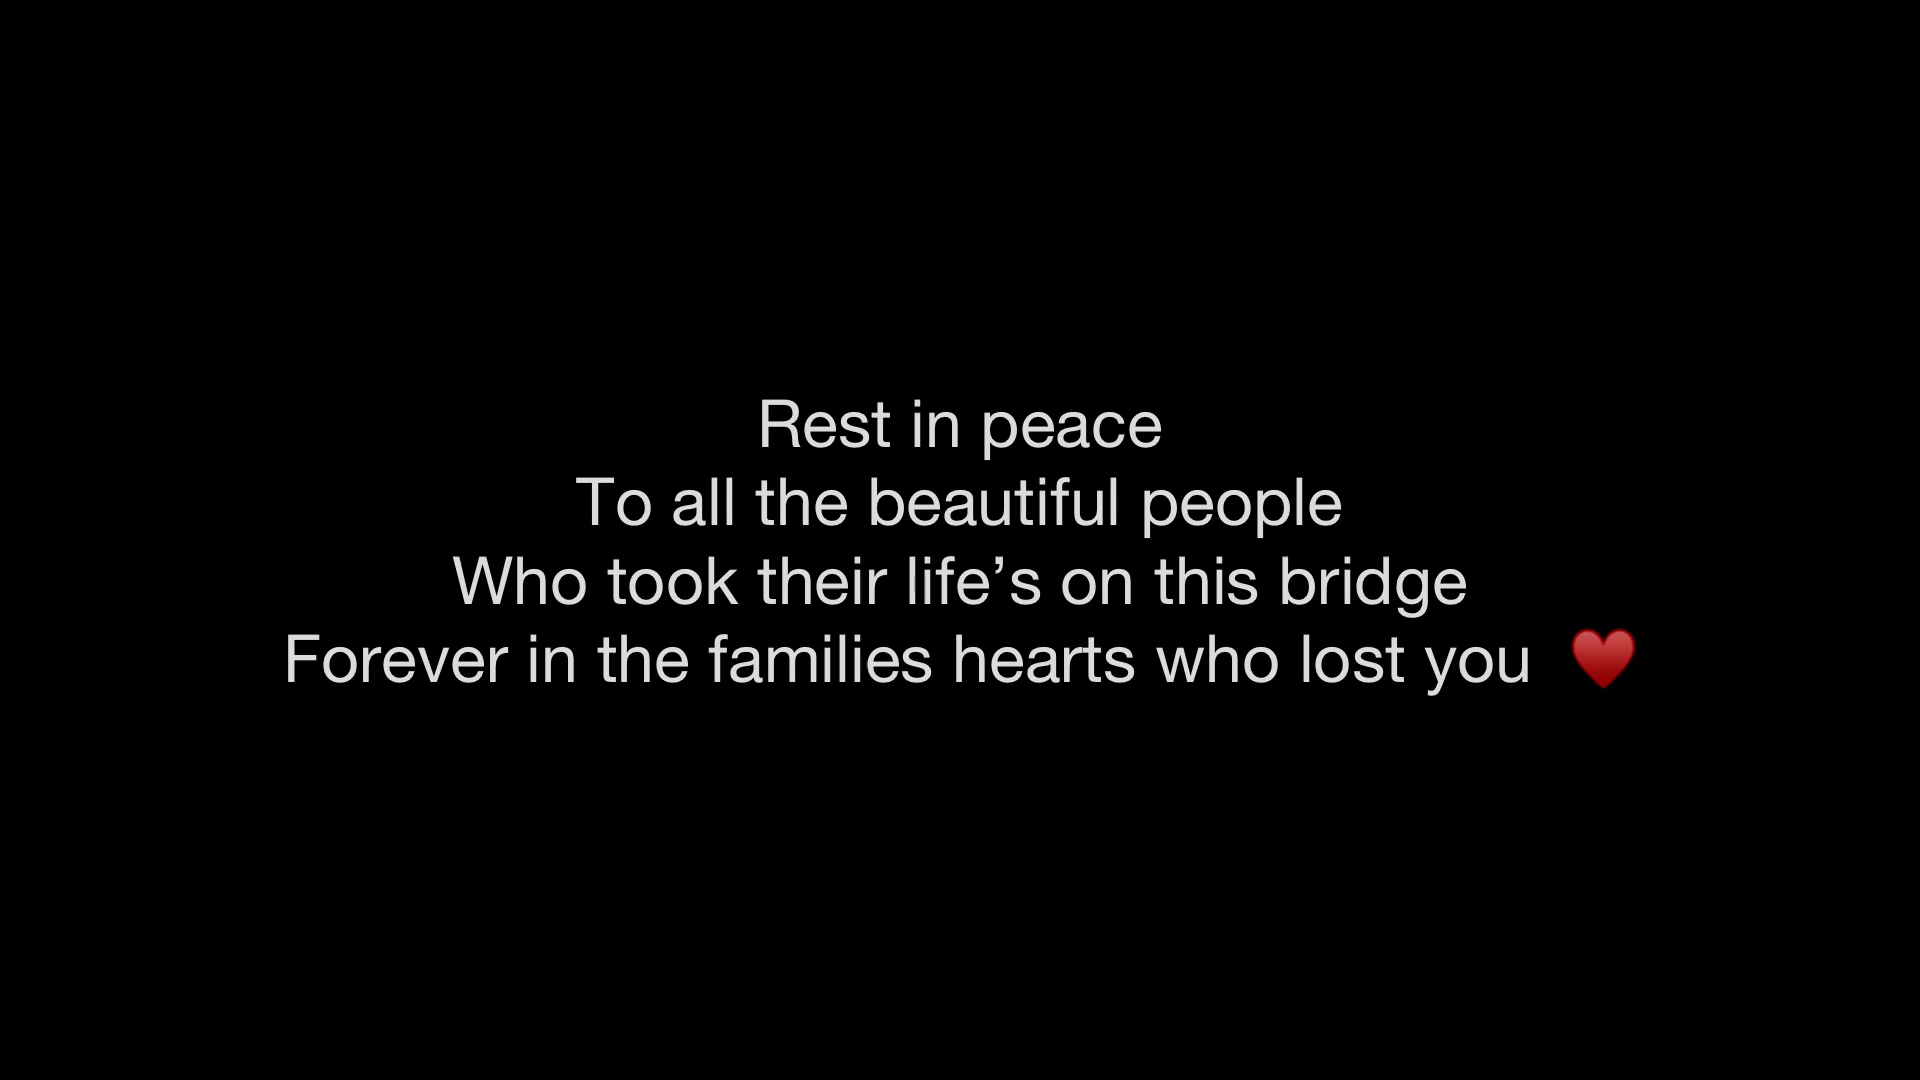 Rest in peace
To all the beautiful people
Who took their life’s on this bridge
Forever in the families hearts who lost you ♥️